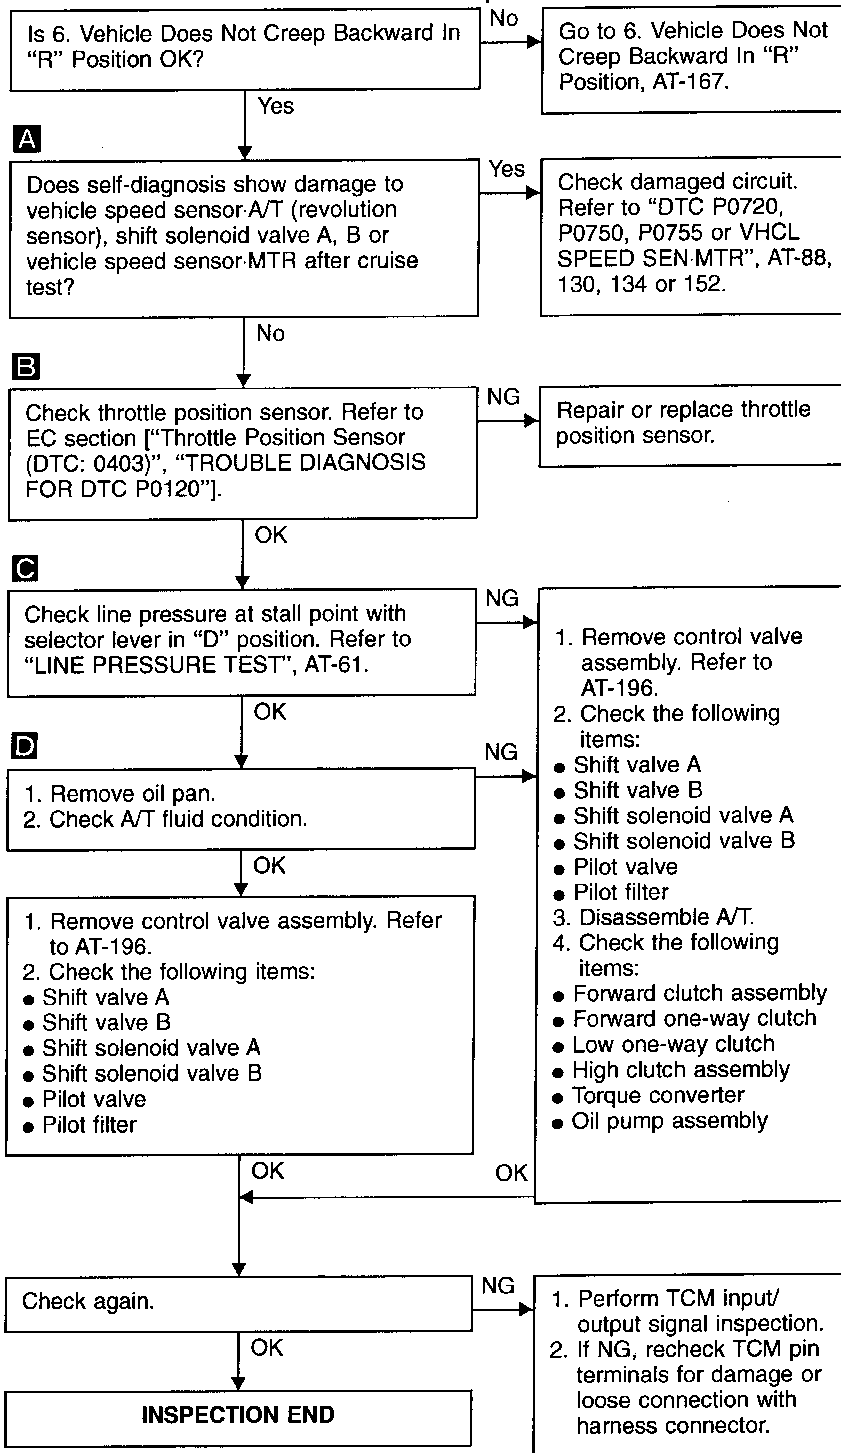 Is 6. Vehicle Does Not Creep Backward In
“R” Position OK?
No
Go to 6. Vehicle Does Not
Creep Backward In “R”
Position, AT-167.
Yes
A
Does self-diagnosis show damage to
vehicle speed sensor·A/T (revolution
sensor), shift solenoid valve A, B or
vehicle speed sensor·MTR after cruise
test?
Yes
Check damaged circuit.
Refer to “DTC P0720,
P0750, P0755 or VHCL
SPEED SEN·MTR”, AT-88,
130, 134 or 152.
No
B
Check throttle position sensor. Refer to
EC section [“Throttle Position Sensor
(DTC: 0403)”, “TROUBLE DIAGNOSIS
FOR DTC P0120”].
NG
Repair or replace throttle
position sensor.
OK
C
Check line pressure at stall point with
selector lever in “D” position. Refer to
“LINE PRESSURE TEST”, AT-61.
NG
1. Remove control valve
assembly. Refer to
AT-196.
2. Check the following
items:
● Shift valve A
● Shift valve B
● Shift solenoid valve A
● Shift solenoid valve B
● Pilot valve
● Pilot filter
3. Disassemble A/T.
4. Check the following
items:
● Forward clutch assembly
● Forward one-way clutch
● Low one-way clutch
● High clutch assembly
● Torque converter
● Oil pump assembly
OK
D
1. Remove oil pan.
2. Check A/T fluid condition.
NG
OK
1. Remove control valve assembly. Refer
to AT-196.
2. Check the following items:
● Shift valve A
● Shift valve B
● Shift solenoid valve A
● Shift solenoid valve B
● Pilot valve
● Pilot filter
OK
OK
Check again.
NG
1. Perform TCM input/
output signal inspection.
2. If NG, recheck TCM pin
terminals for damage or
loose connection with
harness connector.
OK
INSPECTION END